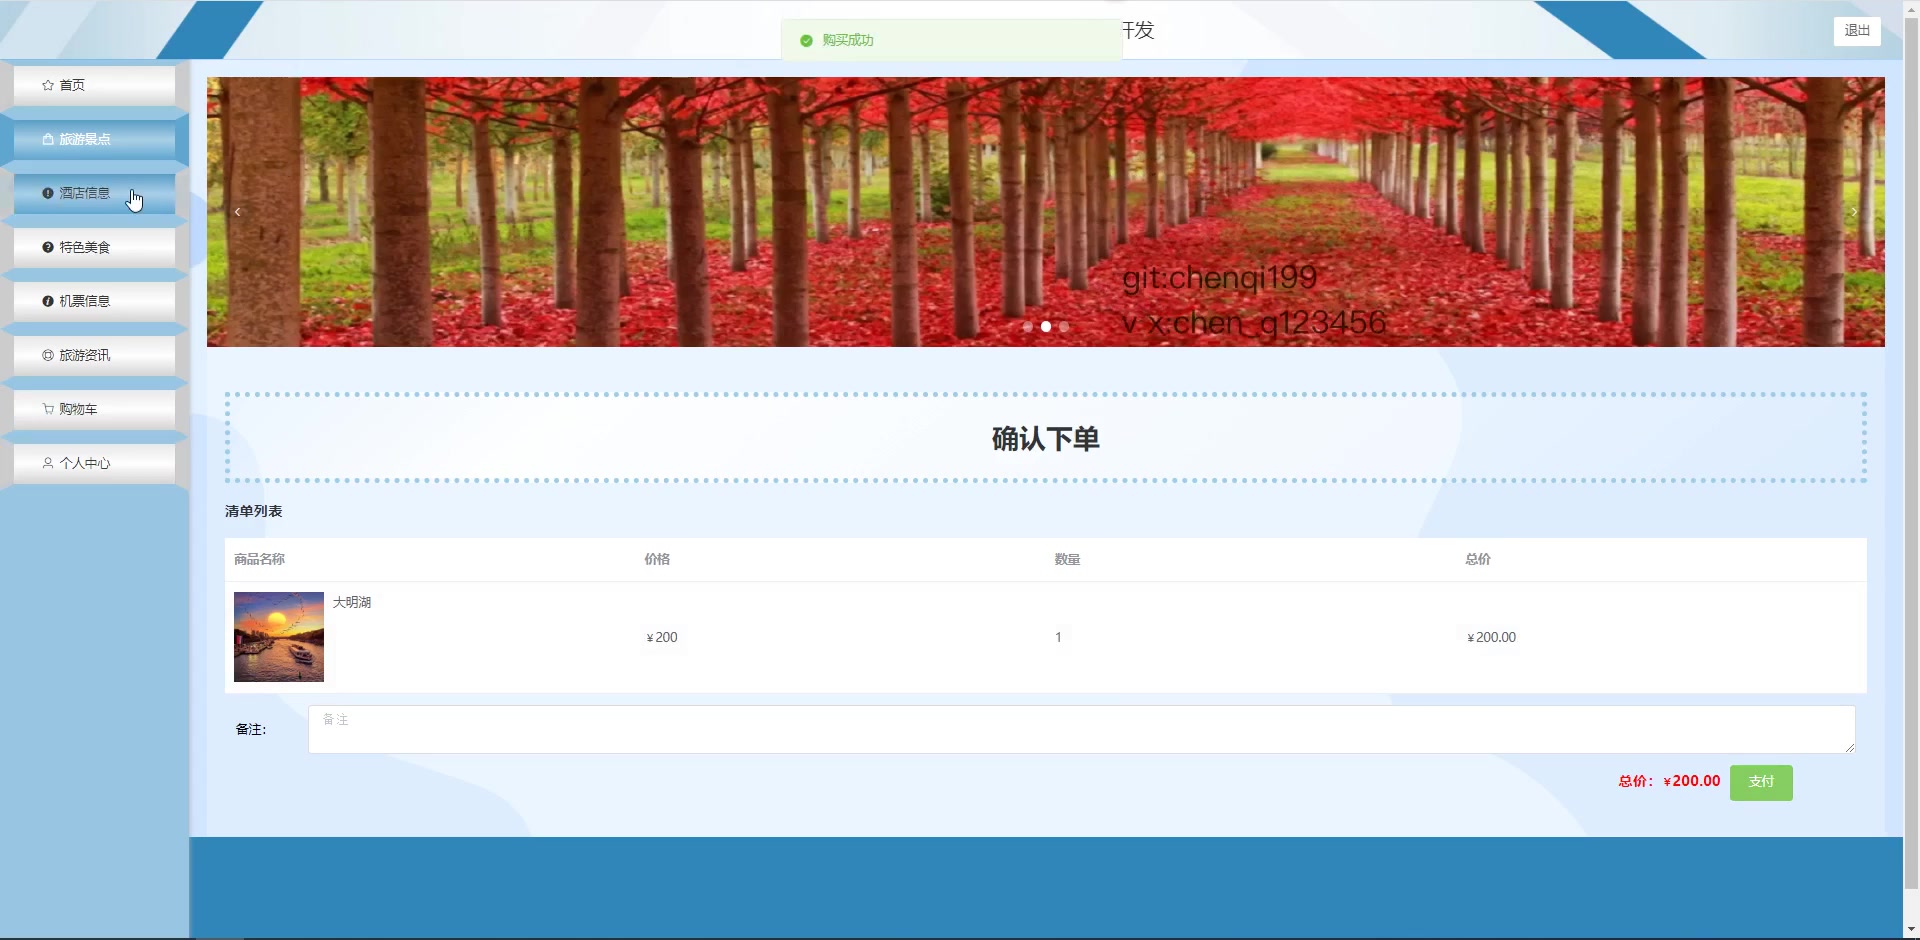 购买成功
开发
退出
首页
旅游景点
酒店信息
特色美食
机票信息
旅游资讯
购物车
个人中心
git:chenqi199
v x:chen_q123456
确认下单
清单列表
商品名称 价格 数量 总价
大明湖
¥200 1 ¥200.00
备注: 备注
总价：¥200.00 支付